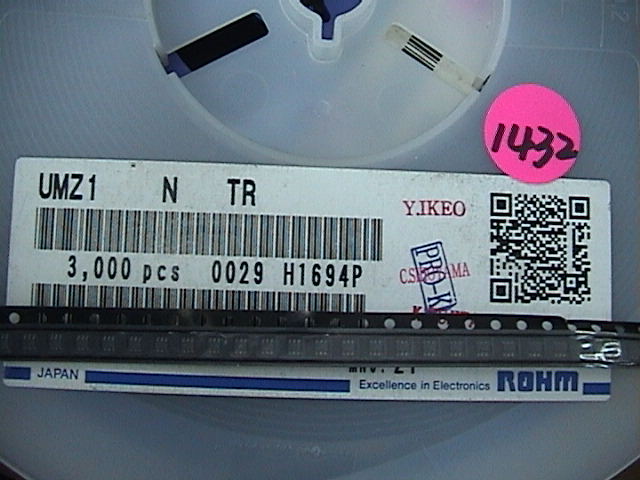 1432
UMZ1 N TR
Y.IKEO
3,000 pcs 0029 H1694P
JAPAN
Excellence in Electronics ROHM